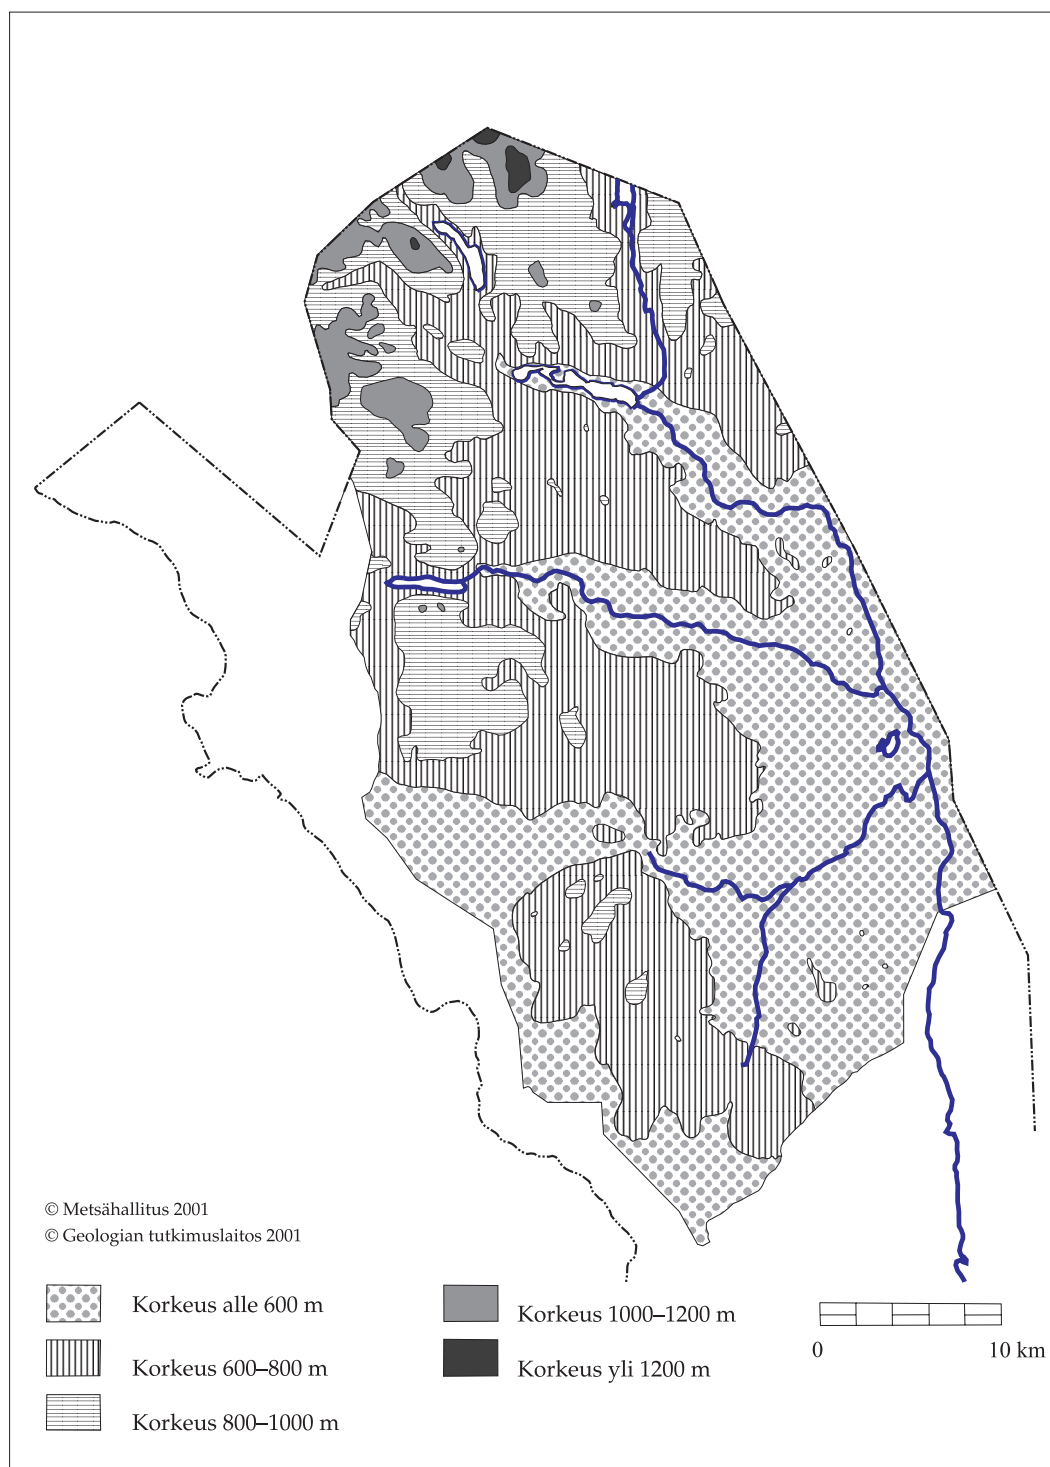 © Metsähallitus 2001
© Geologian tutkimuslaitos 2001
Korkeus alle 600 m
Korkeus 600–800 m
Korkeus 800–1000 m
Korkeus 1000–1200 m
Korkeus yli 1200 m
0 10 km